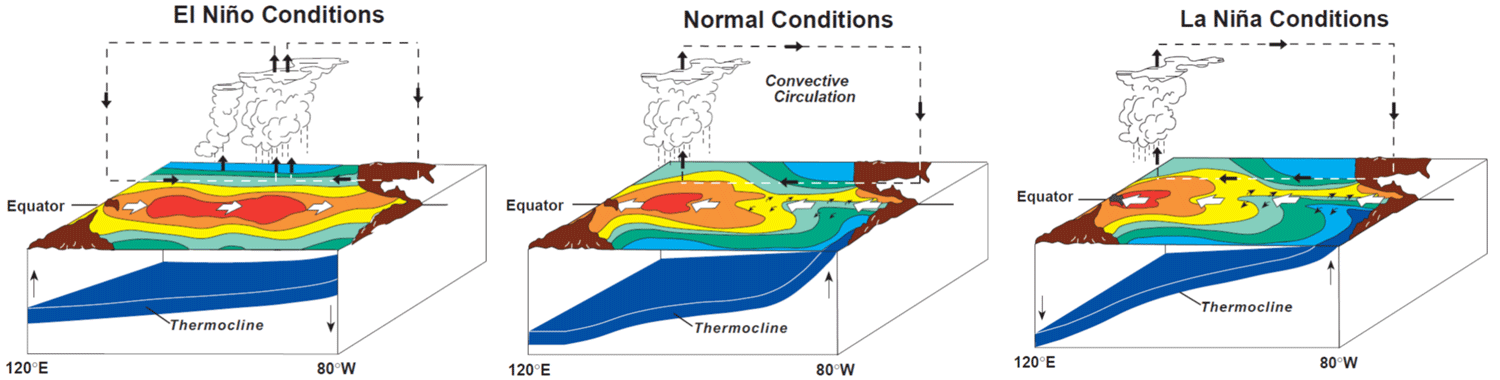 El Niño Conditions
Equator
Thermocline
120°E
80°W
Normal Conditions
Convective
Circulation
Equator
Thermocline
120°E
80°W
La Niña Conditions
Equator
Thermocline
120°E
80°W